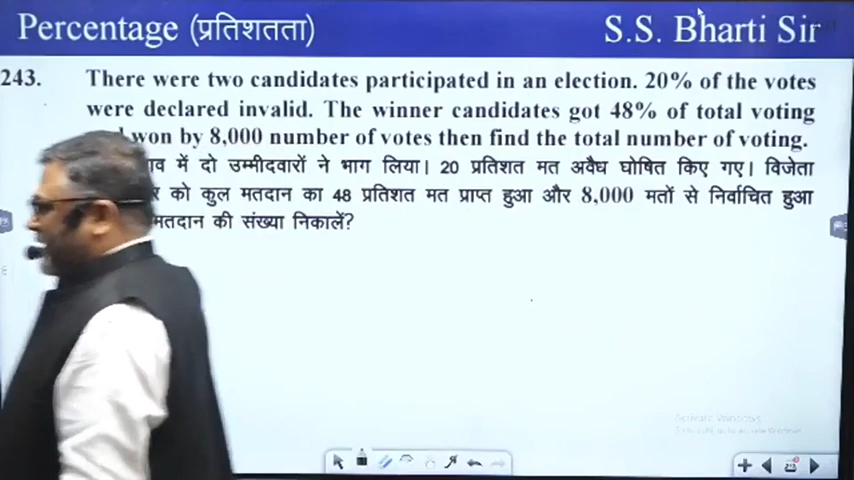 Percentage (प्रतिशतता)
S.S. Bharti Sir
243. There were two candidates participated in an election. 20% of the votes
were declared invalid. The winner candidates got 48% of total voting
won by 8,000 number of votes then find the total number of voting.
में दो उम्मीदवारों ने भाग लिया। 20 प्रतिशत मत अवैध घोषित किए गए। विजेता
को कुल मतदान का 48 प्रतिशत मत प्राप्त हुआ और 8,000 मतों से निर्वाचित हुआ
मतदान की संख्या निकालें?
Activate Windows